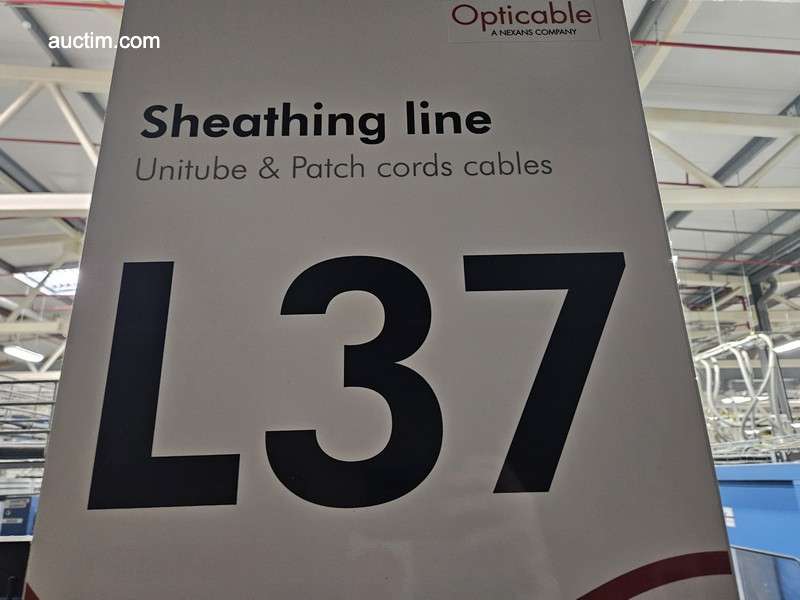 auctim.com
Opticable
A NEXANS COMPANY
Sheathing line
Unitube & Patch cords cables
L37